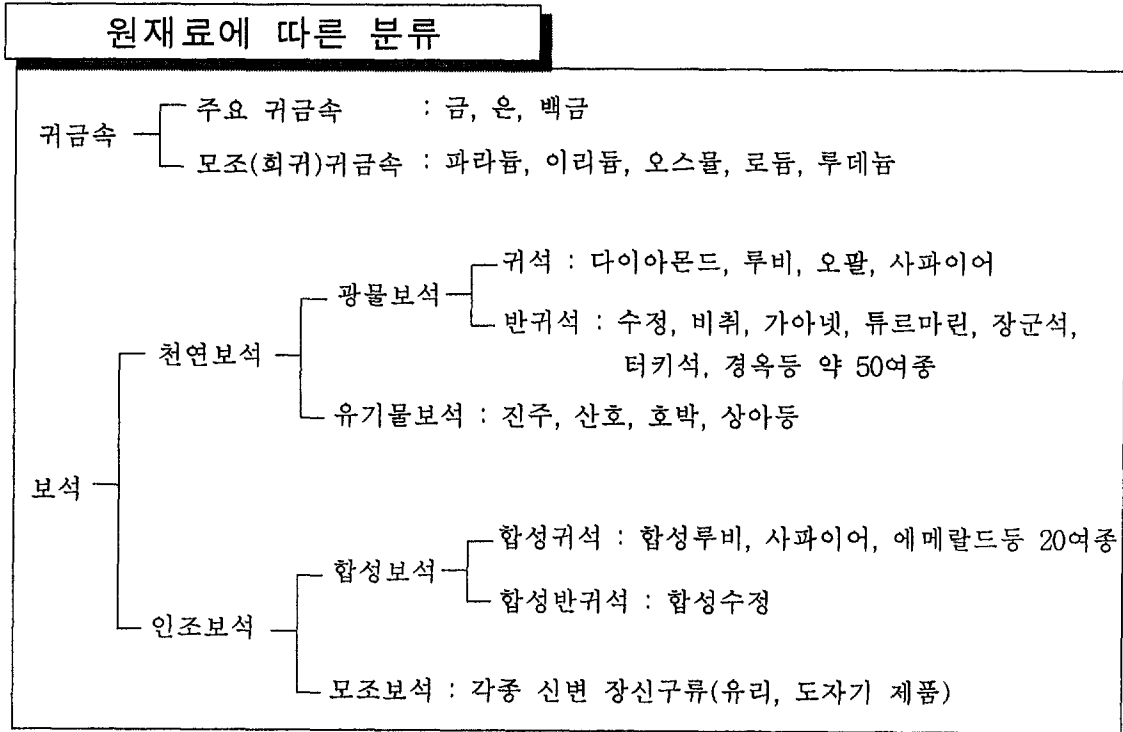 원재료에 따른 분류
귀금속
주요 귀금속 : 금, 은, 백금
모조(희귀)귀금속 : 파라듐, 이리듐, 오스뮬, 로듐, 루데늄
보석
천연보석
광물보석
귀석 : 다이아몬드, 루비, 오팔, 사파이어
반귀석 : 수정, 비취, 가아넷, 튜르마린, 장군석,
터키석, 경옥등 약 50여종
유기물보석 : 진주, 산호, 호박, 상아등
인조보석
합성보석
합성귀석 : 합성루비, 사파이어, 에메랄드등 20여종
합성반귀석 : 합성수정
모조보석 : 각종 신변 장신구류(유리, 도자기 제품)